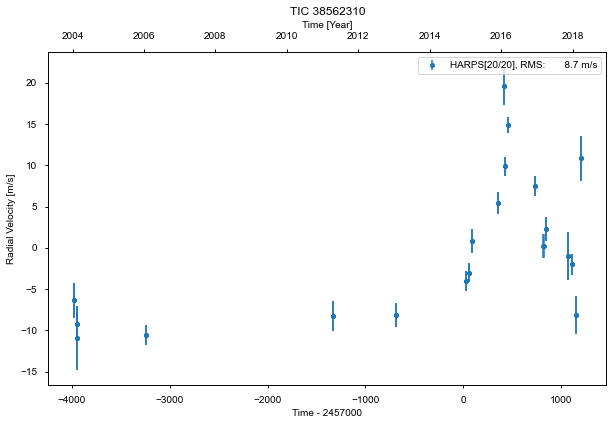 TIC 38562310
Time [Year]
2004 2006 2008 2010 2012 2014 2016 2018
HARPS[20/20], RMS: 8.7 m/s
Radial Velocity [m/s]
20
15
10
5
0
−5
−10
−15
−4000 −3000 −2000 −1000 0 1000
Time - 2457000